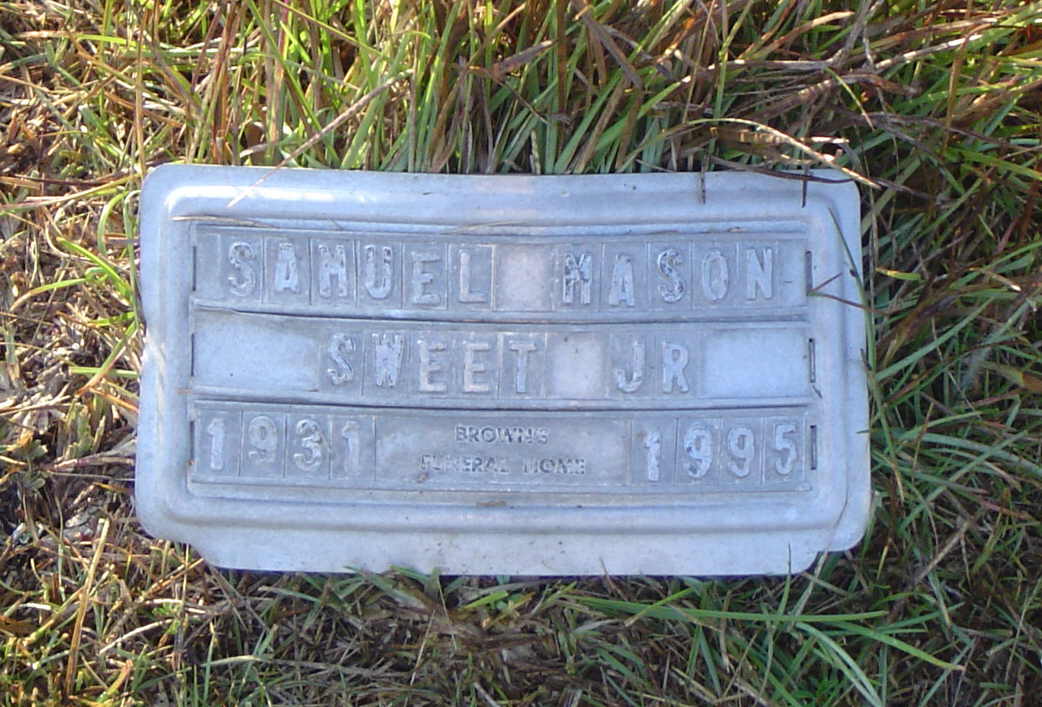 SAMUEL MASON
SWEET JR
1931 BROWN'S 1995
FUNERAL HOME